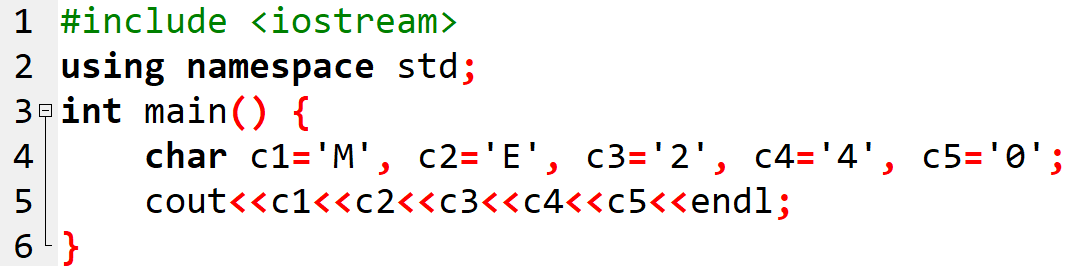 1 #include <iostream>
2 using namespace std;
3 int main() {
4     char c1='M', c2='E', c3='2', c4='4', c5='0';
5     cout<<c1<<c2<<c3<<c4<<c5<<endl;
6 }